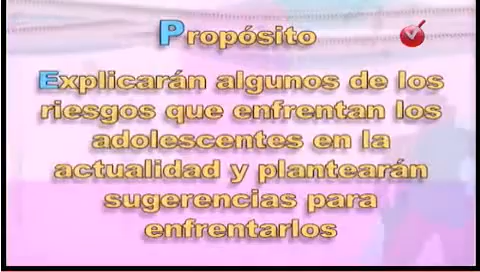 Propósito
Explicarán algunos de los
riesgos que enfrentan los
adolescentes en la
actualidad y plantearán
sugerencias para
enfrentarlos